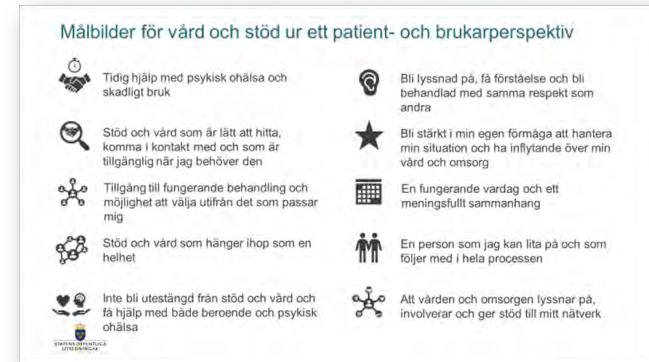 Målbilder för vård och stöd ur ett patient- och brukarperspektiv
Tidig hjälp med psykisk ohälsa och
skadligt bruk
Stöd och vård som är lätt att hitta,
komma i kontakt med och som är
tillgänglig när jag behöver den
Tillgång till fungerande behandling och
möjlighet att välja utifrån det som passar
mig
Stöd och vård som hänger ihop som en
helhet
Inte bli utestängd från stöd och vård och
få hjälp med både beroende och psykisk
ohälsa
Bli lyssnad på, få förståelse och bli
behandlad med samma respekt som
andra
Bli stärkt i min egen förmåga att hantera
min situation och ha inflytande över min
vård och omsorg
En fungerande vardag och ett
meningsfullt sammanhang
En person som jag kan lita på och som
följer med i hela processen
Att vården och omsorgen lyssnar på,
involverar och ger stöd till mitt nätverk
STATENS OFFENTLIGA
UTREDNINGAR